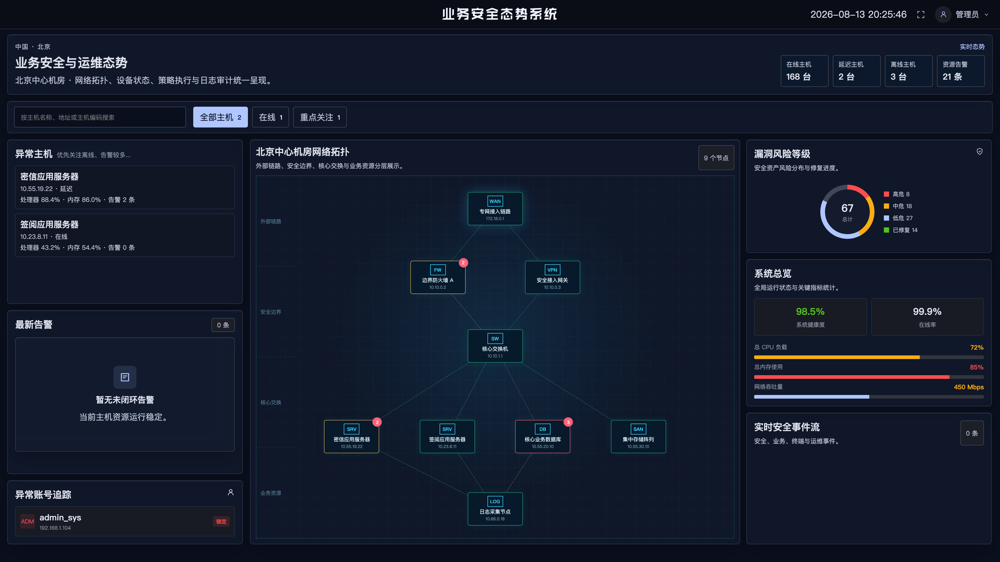 业务安全态势系统
2026-08-13 20:25:46
管理员
中国 · 北京
业务安全与运维态势
北京中心机房 · 网络拓扑、设备状态、策略执行与日志审计统一呈现。
实时态势
在线主机
168 台
延迟主机
2 台
离线主机
3 台
资源告警
21 条
按主机名称、地址或主机编码搜索
全部主机 2
在线 1
重点关注 1
异常主机 优先关注离线、告警较多...
密信应用服务器
10.55.19.22 · 延迟
处理器 88.4% · 内存 86.0% · 告警 2 条
签阅应用服务器
10.23.8.11 · 在线
处理器 43.2% · 内存 54.4% · 告警 0 条
最新告警
0 条
暂无未闭环告警
当前主机资源运行稳定。
异常账号追踪
ADM
admin_sys
192.168.1.104
锁定
北京中心机房网络拓扑
外部链路、安全边界、核心交换与业务资源分层展示。
9 个节点
外部链路
安全边界
核心交换
业务资源
WAN
专网接入链路
172.18.0.1
2
FW
边界防火墙 A
10.10.0.2
VPN
安全接入网关
10.10.0.3
SW
核心交换机
10.10.1.1
2
SRV
密信应用服务器
10.55.19.22
SRV
签阅应用服务器
10.23.8.11
3
DB
核心业务数据库
10.55.20.10
SAN
集中存储阵列
10.55.30.10
LOG
日志采集节点
10.66.0.18
漏洞风险等级
安全资产风险分布与修复进度。
67
总计
高危 8
中危 18
低危 27
已修复 14
系统总览
全局运行状态与关键指标统计。
98.5%
系统健康度
99.9%
在线率
总 CPU 负载
72%
总内存使用
85%
网络吞吐量
450 Mbps
实时安全事件流
安全、业务、终端与运维事件。
0 条